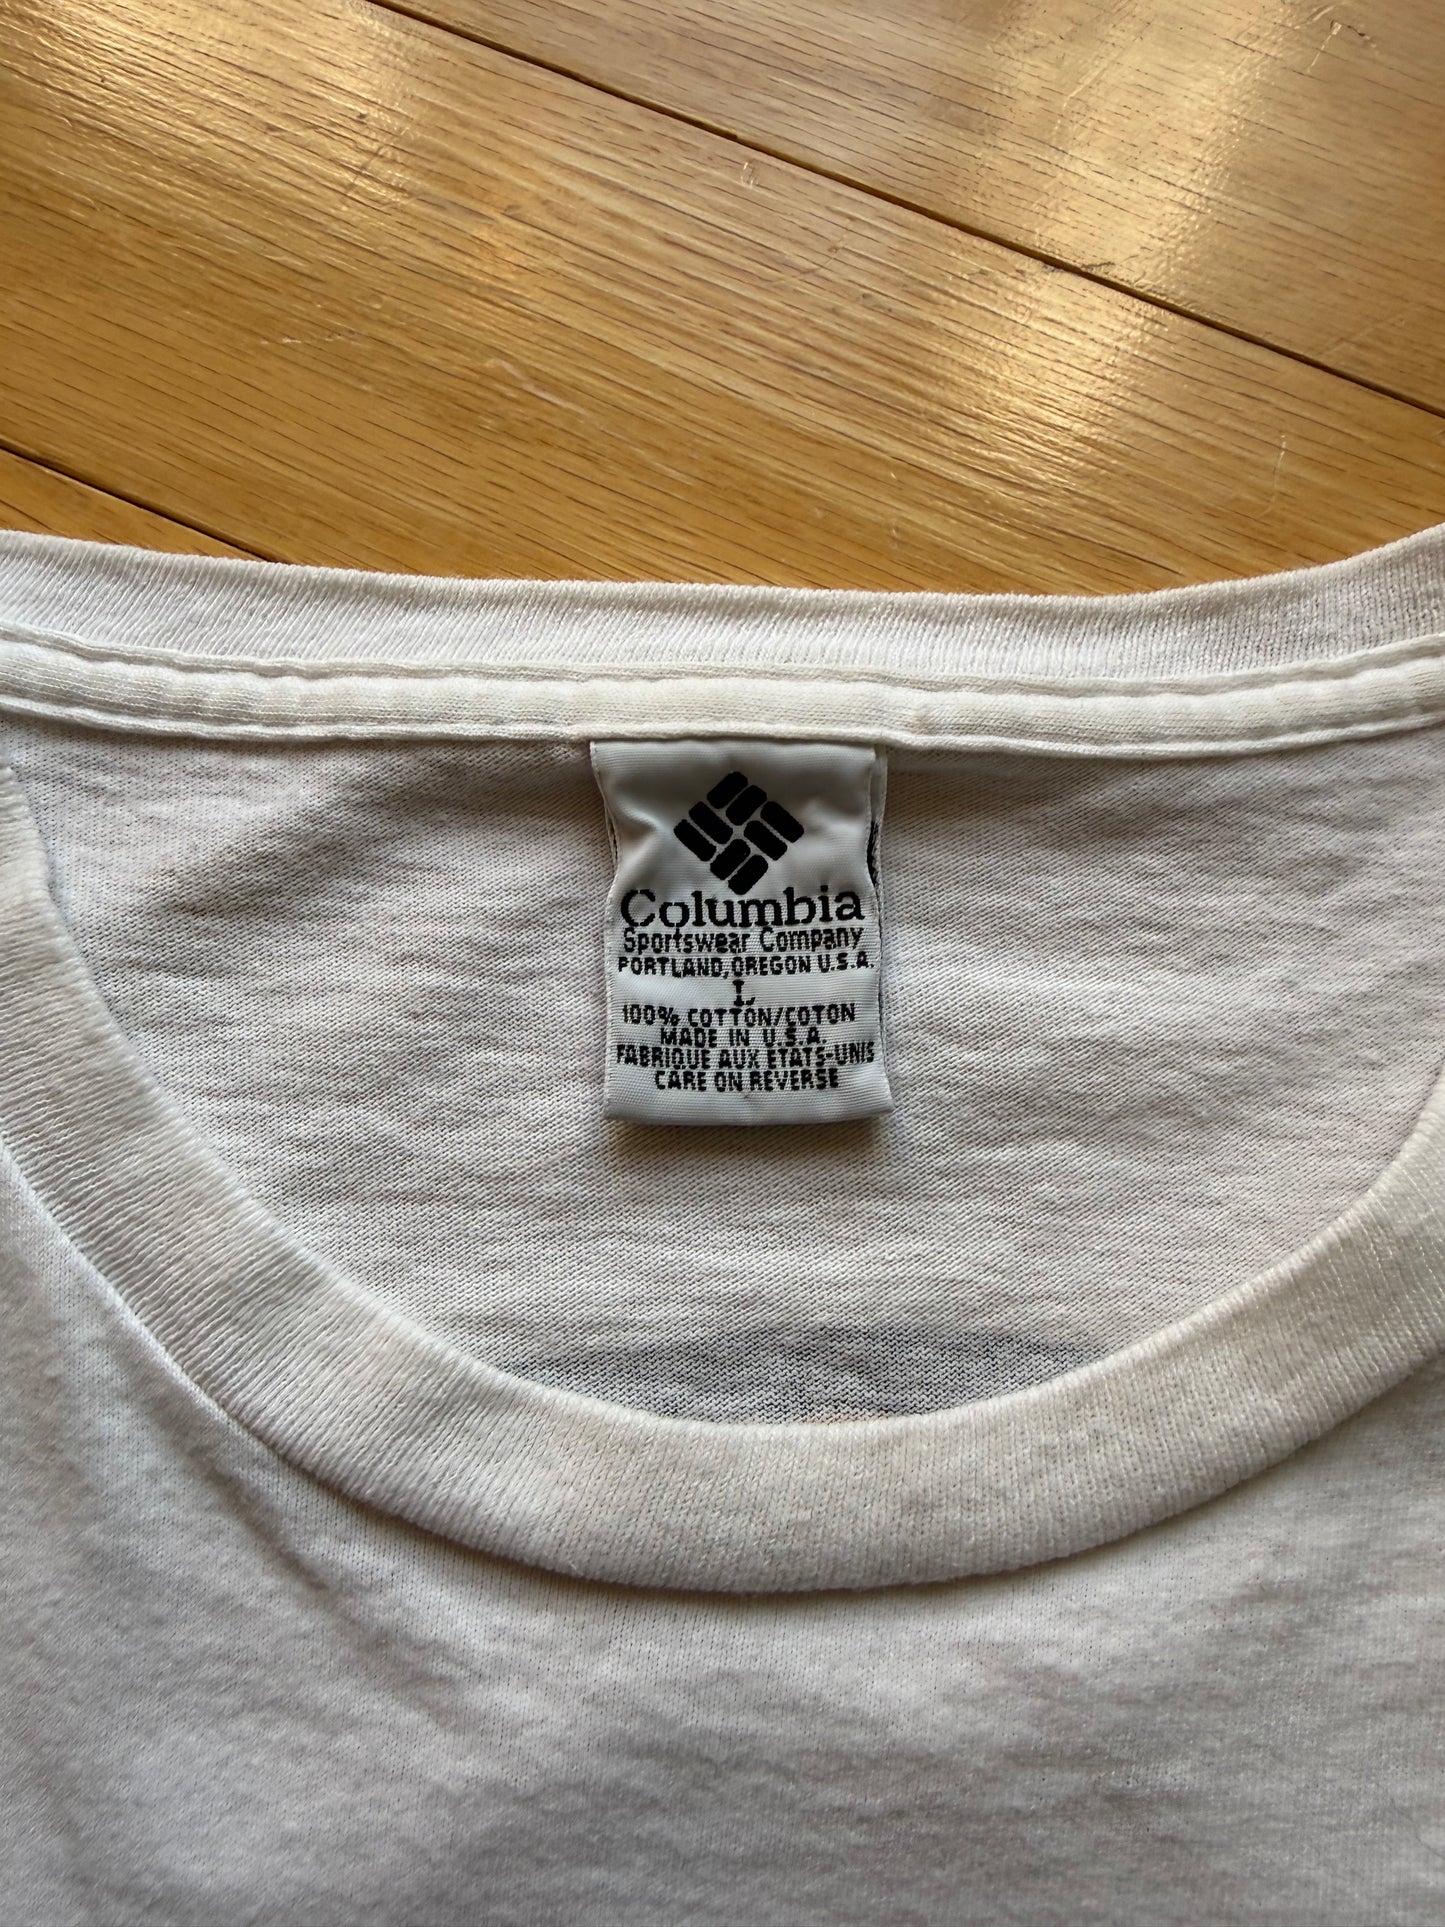 Columbia
Sportswear Company
PORTLAND, OREGON U.S.A.
L
100% COTTON/COTON
MADE IN U.S.A.
FABRIQUE AUX ETATS-UNIS
CARE ON REVERSE